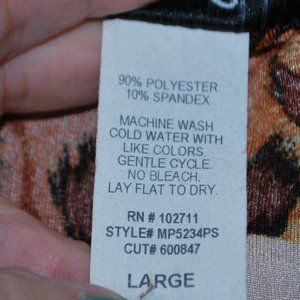 90% POLYESTER
10% SPANDEX
MACHINE WASH
COLD WATER WITH
LIKE COLORS.
GENTLE CYCLE.
NO BLEACH.
LAY FLAT TO DRY.
RN # 102711
STYLE# MP5234PS
CUT# 600847
LARGE